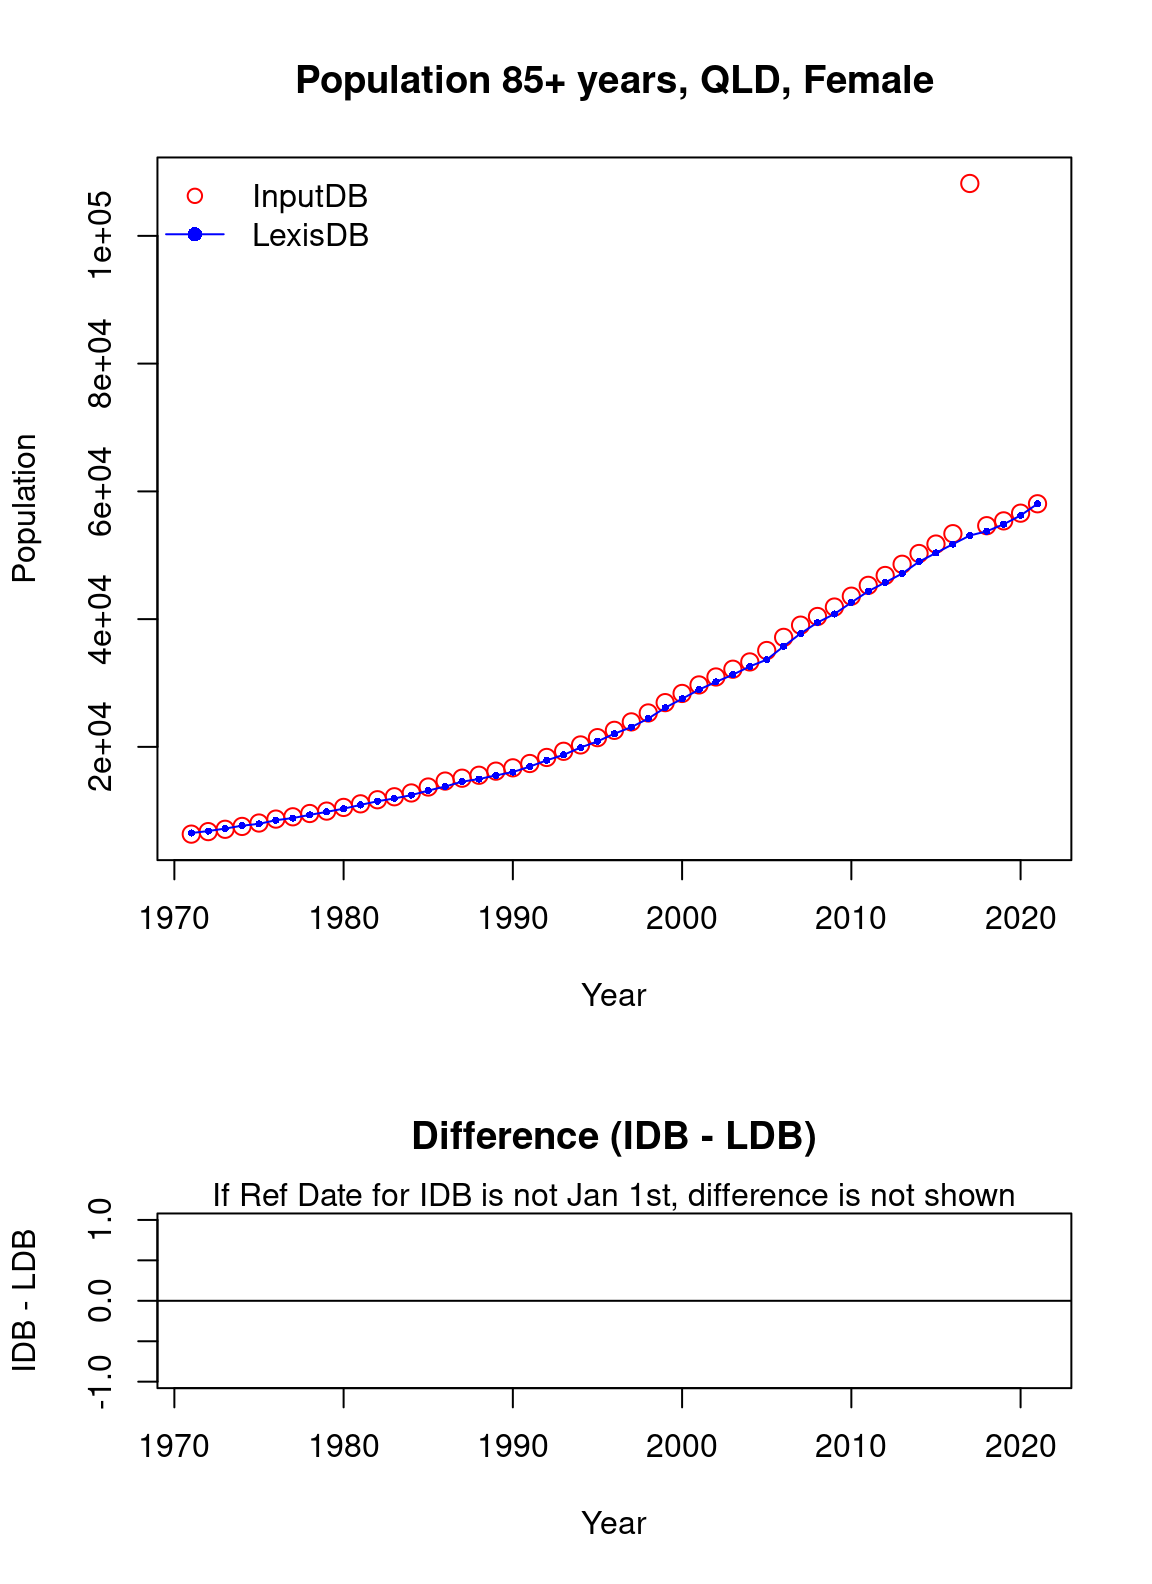 Population 85+ years, QLD, Female
InputDB
LexisDB
Population
1e+05
8e+04
6e+04
4e+04
2e+04
1970 1980 1990 2000 2010 2020
Year
Difference (IDB - LDB)
If Ref Date for IDB is not Jan 1st, difference is not shown
IDB - LDB
1.0
0.0
-1.0
1970 1980 1990 2000 2010 2020
Year